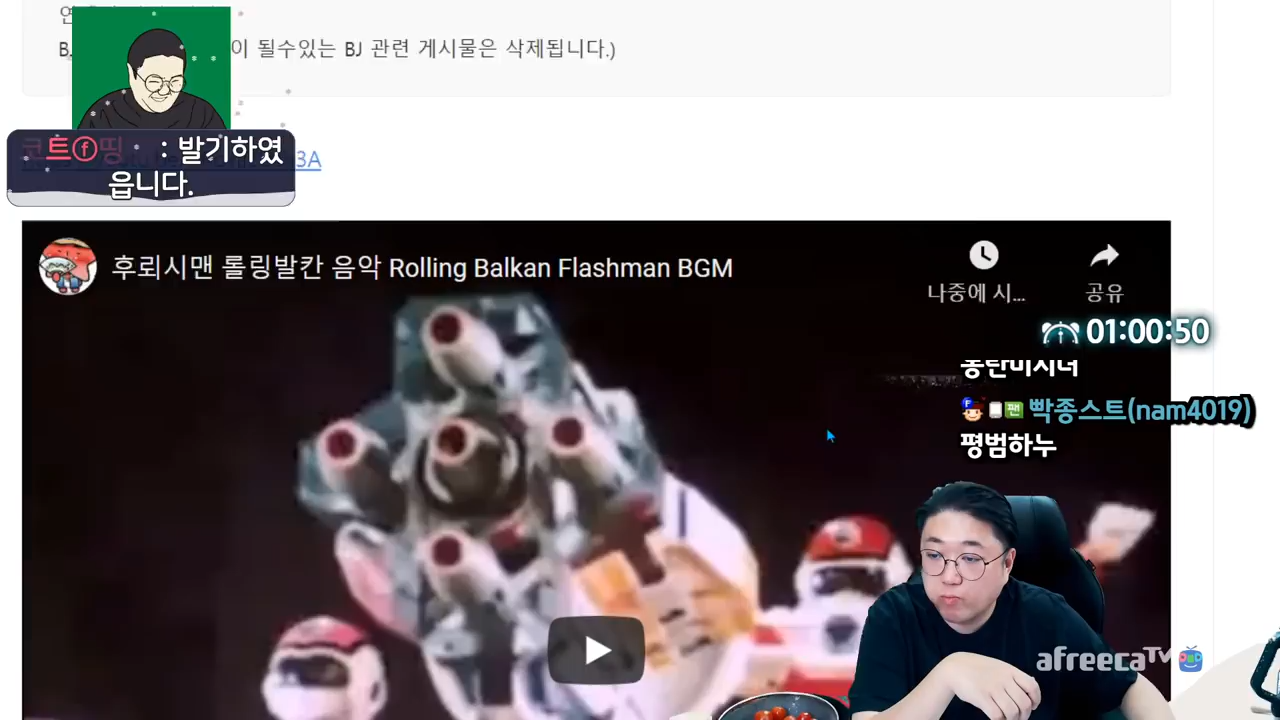 이 될수있는 BJ 관련 게시물은 삭제됩니다.)
: 발기하였
읍니다.
3A
후뢰시맨 롤링발칸 음악 Rolling Balkan Flashman BGM
나중에 시...
공유
01:00:50
빡종스트(nam4019)
평범하누
afreecaTV